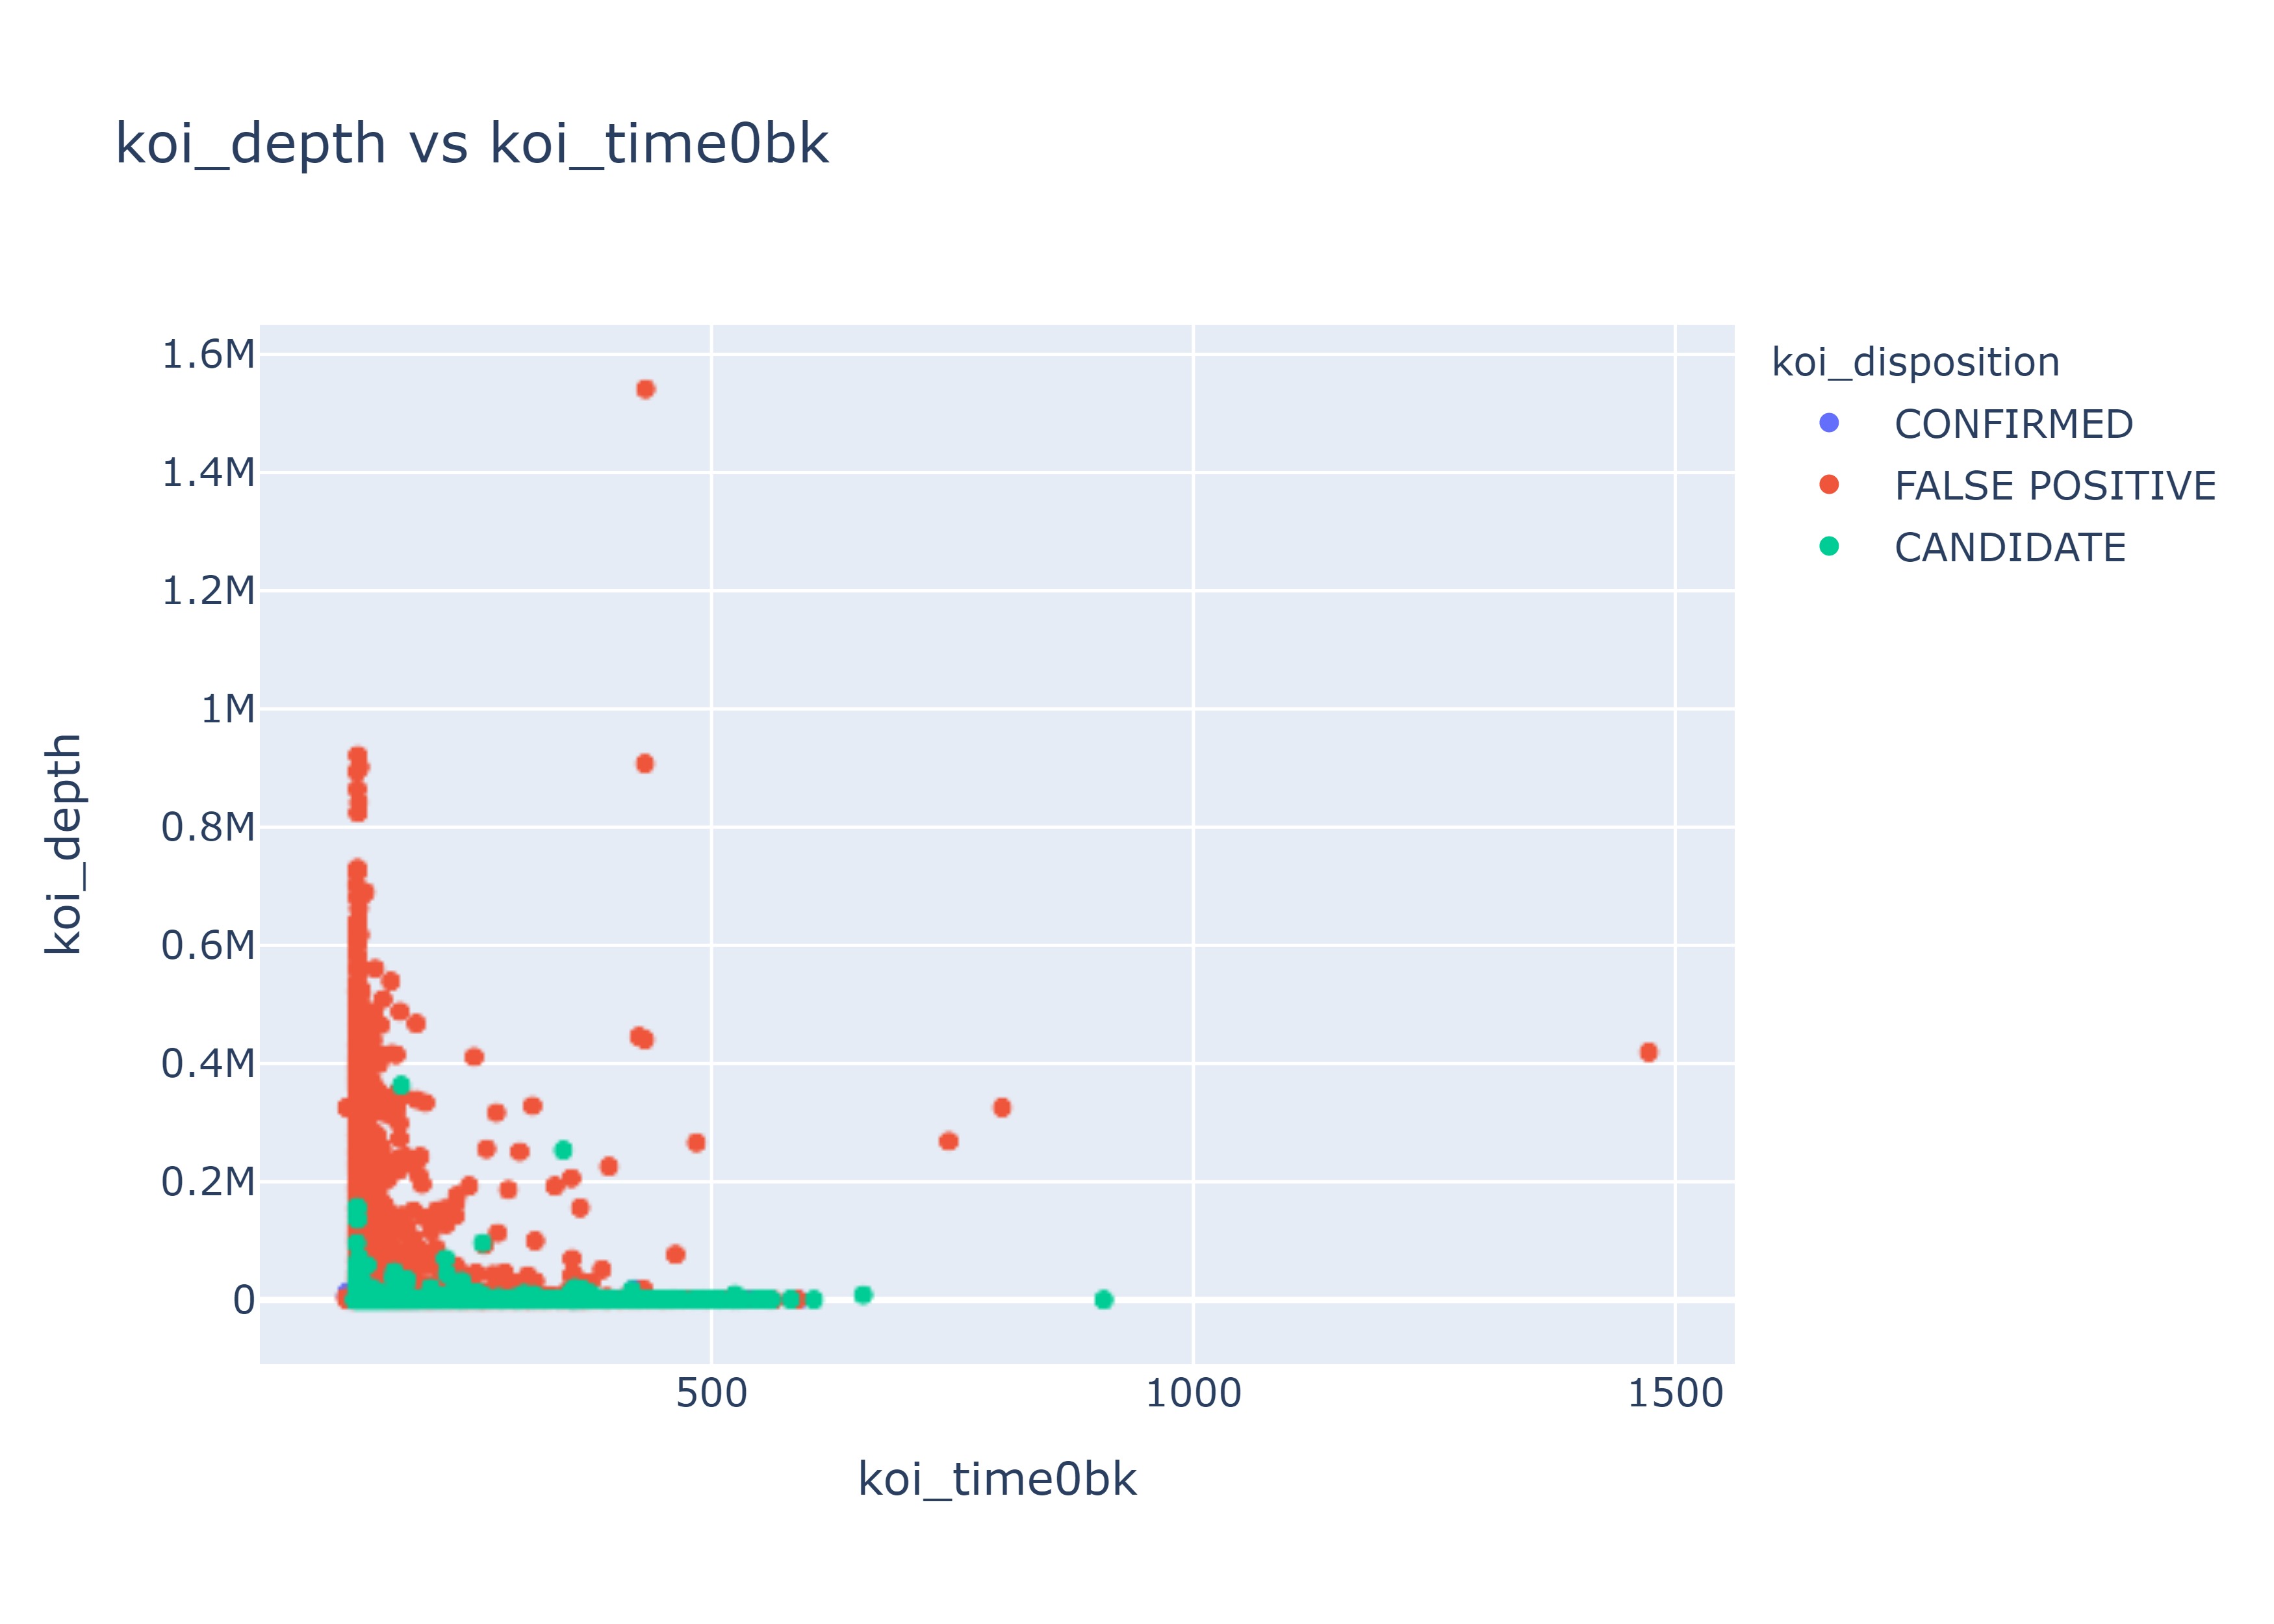 koi_depth vs koi_time0bk
1.6M
1.4M
1.2M
1M
0.8M
0.6M
0.4M
0.2M
0
koi_depth
500
1000
1500
koi_time0bk
koi_disposition
CONFIRMED
FALSE POSITIVE
CANDIDATE